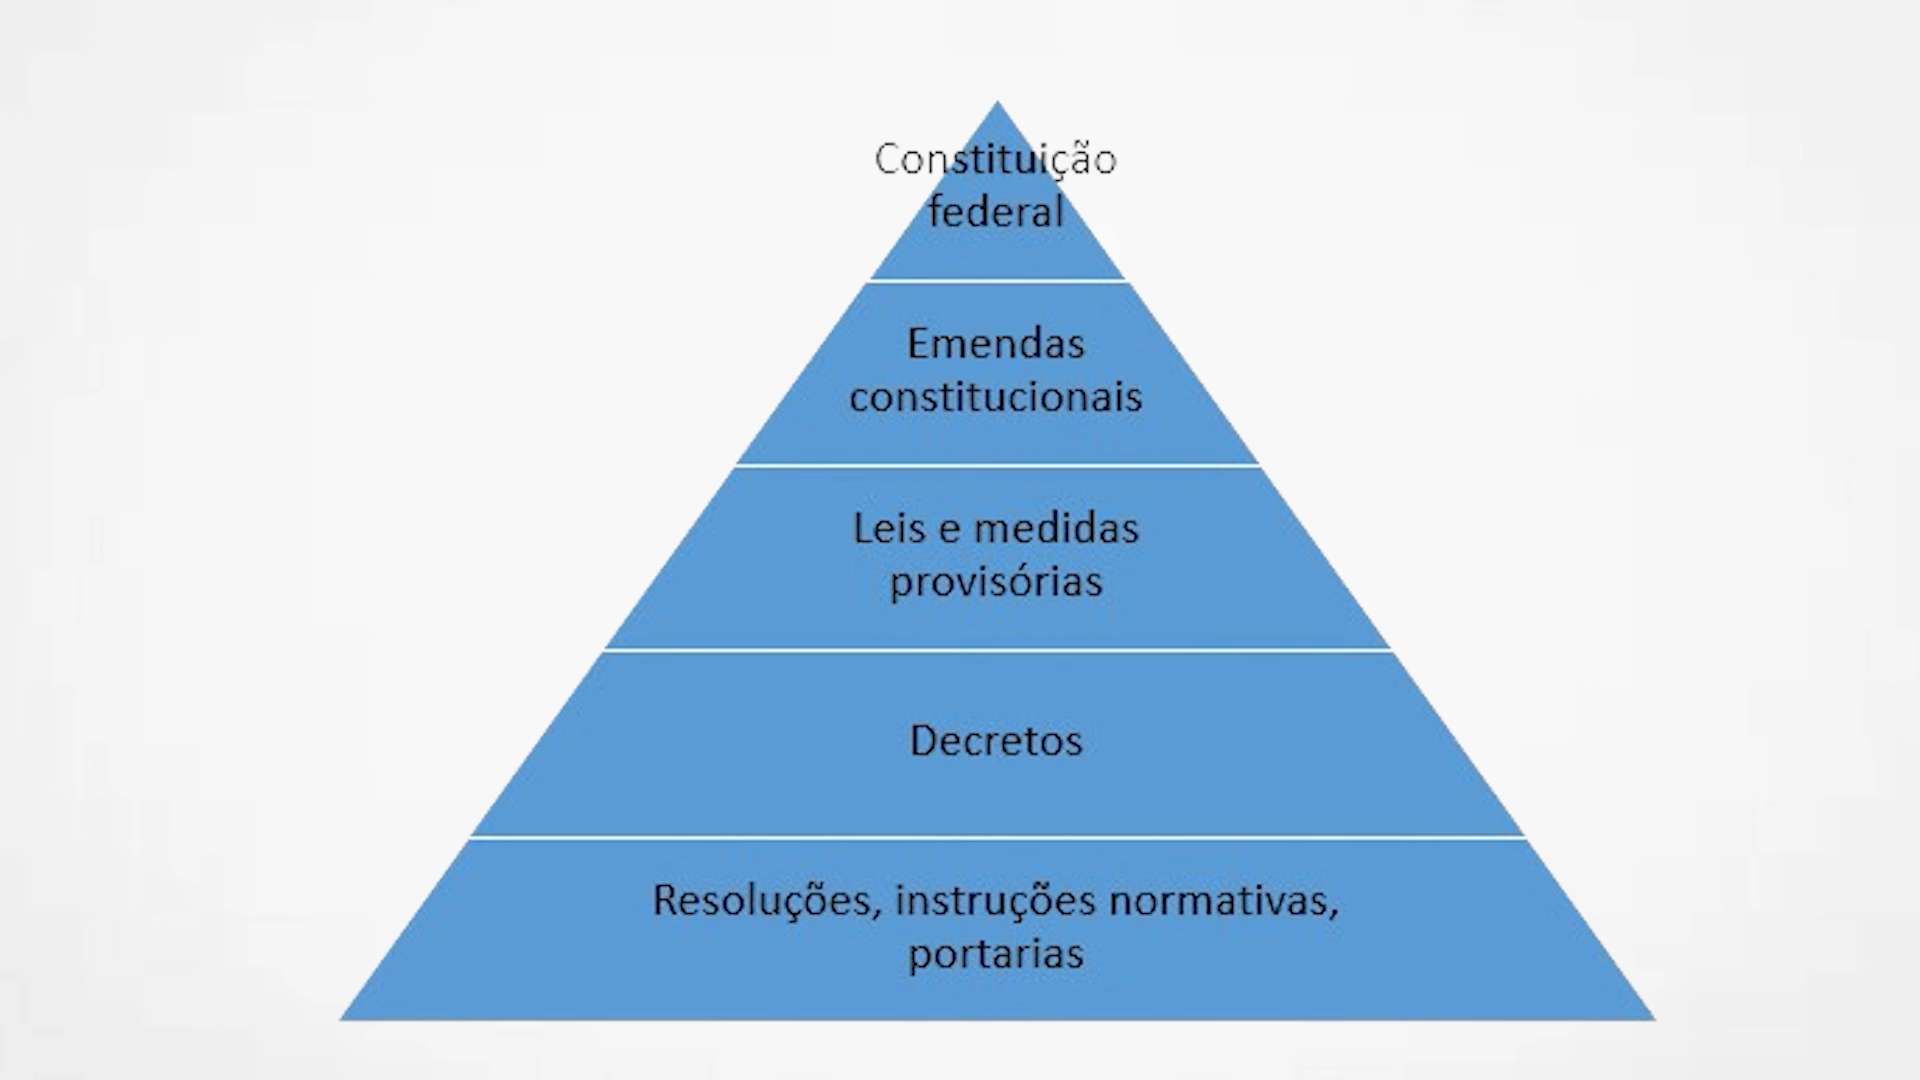 Constituição
federal
Emendas
constitucionais
Leis e medidas
provisórias
Decretos
Resoluções, instruções normativas,
portarias